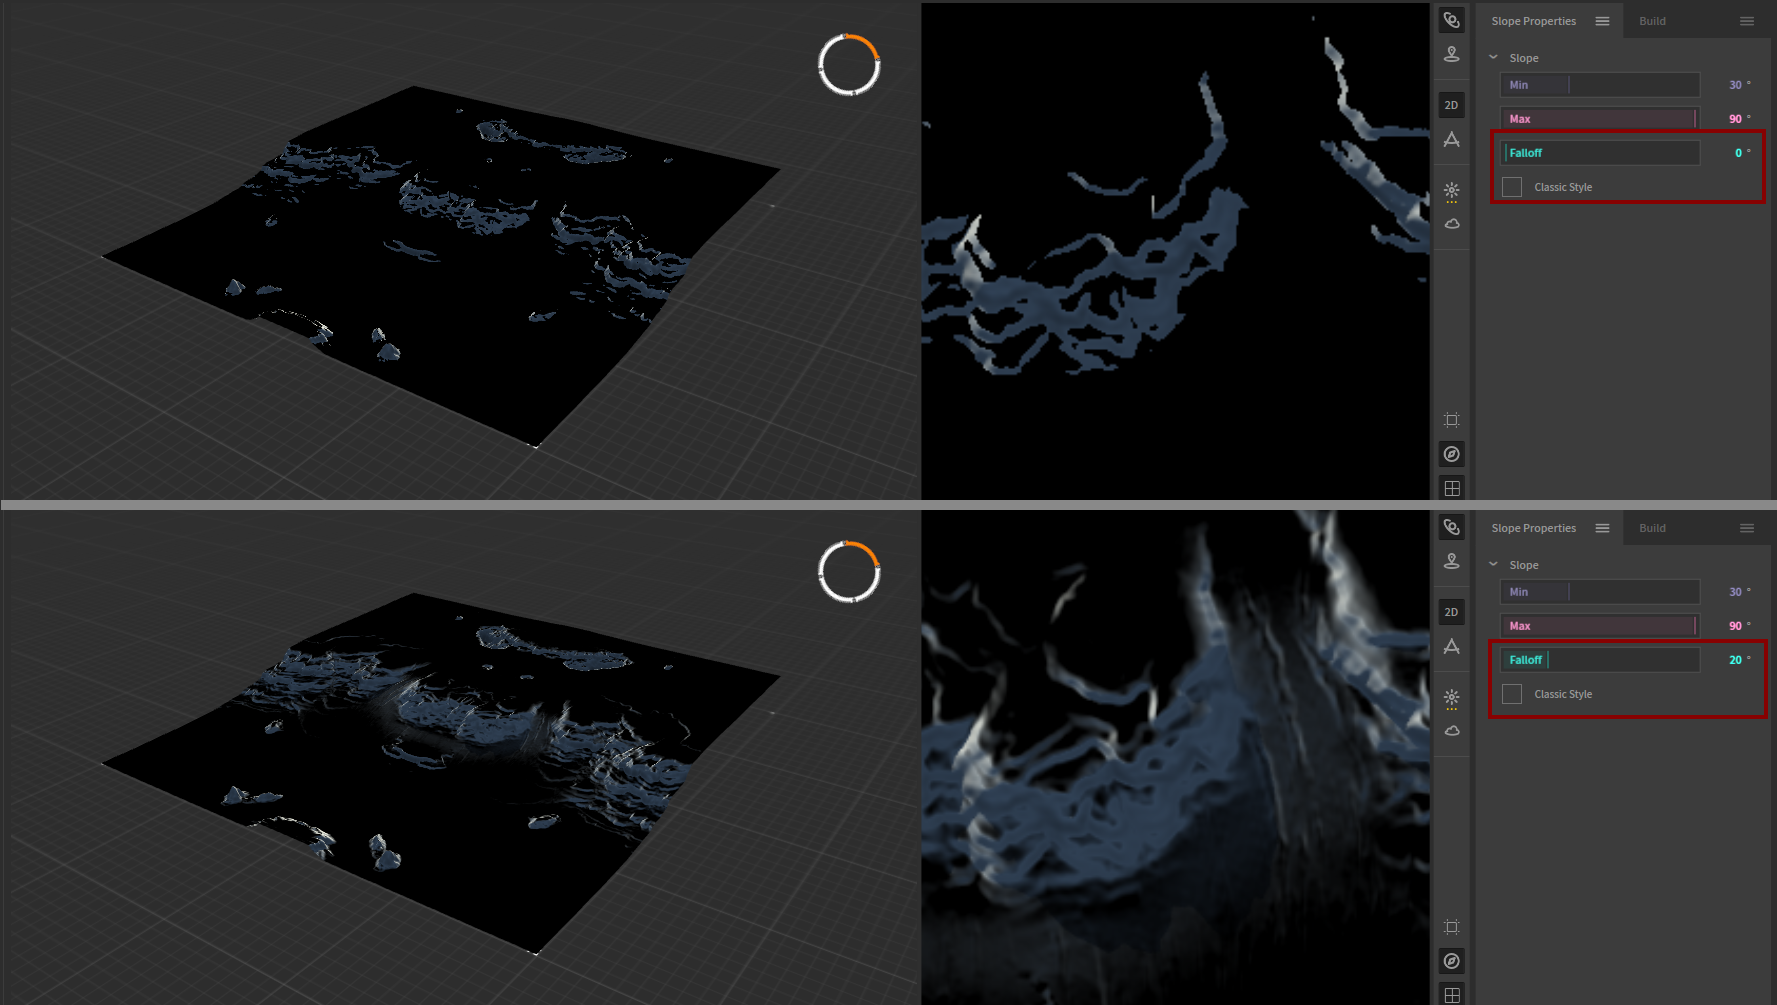 Slope Properties
Build
Slope
Min 30 °
Max 90 °
2D
Falloff 0 °
Classic Style
Slope Properties
Build
Slope
Min 30 °
Max 90 °
2D
Falloff 20 °
Classic Style